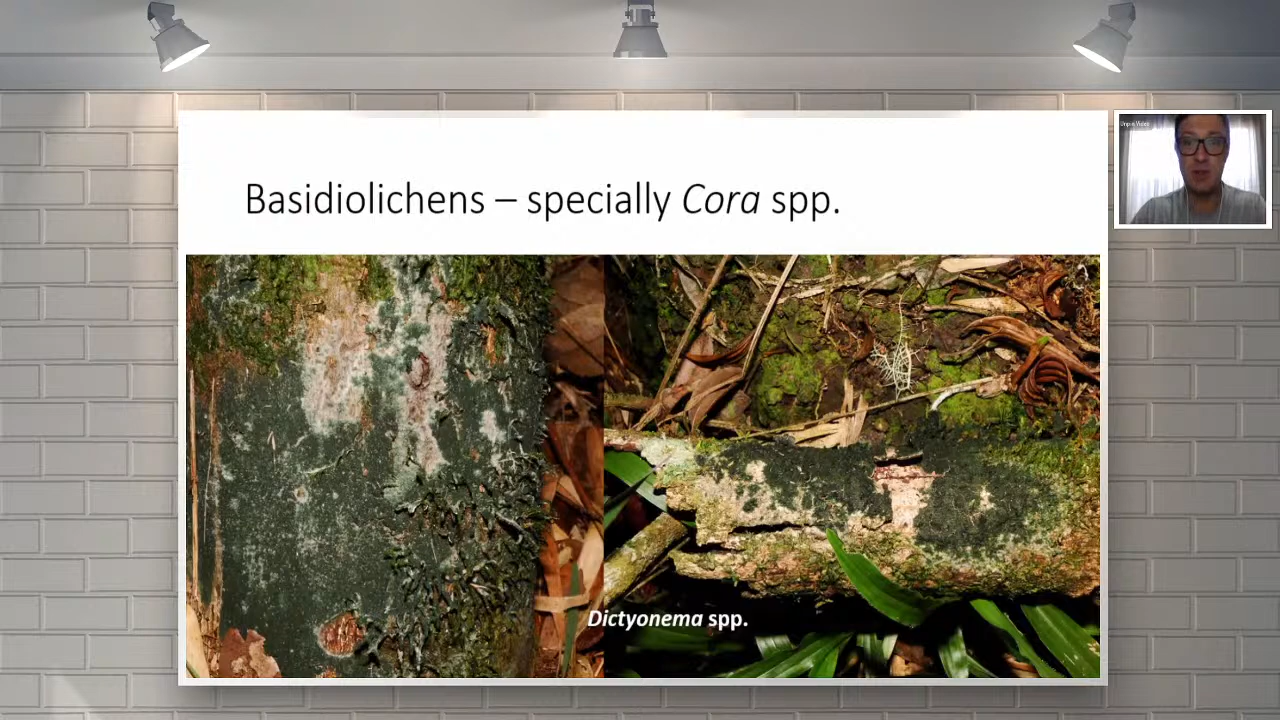 Basidiolichens – specially Cora spp.
Dictyonema spp.